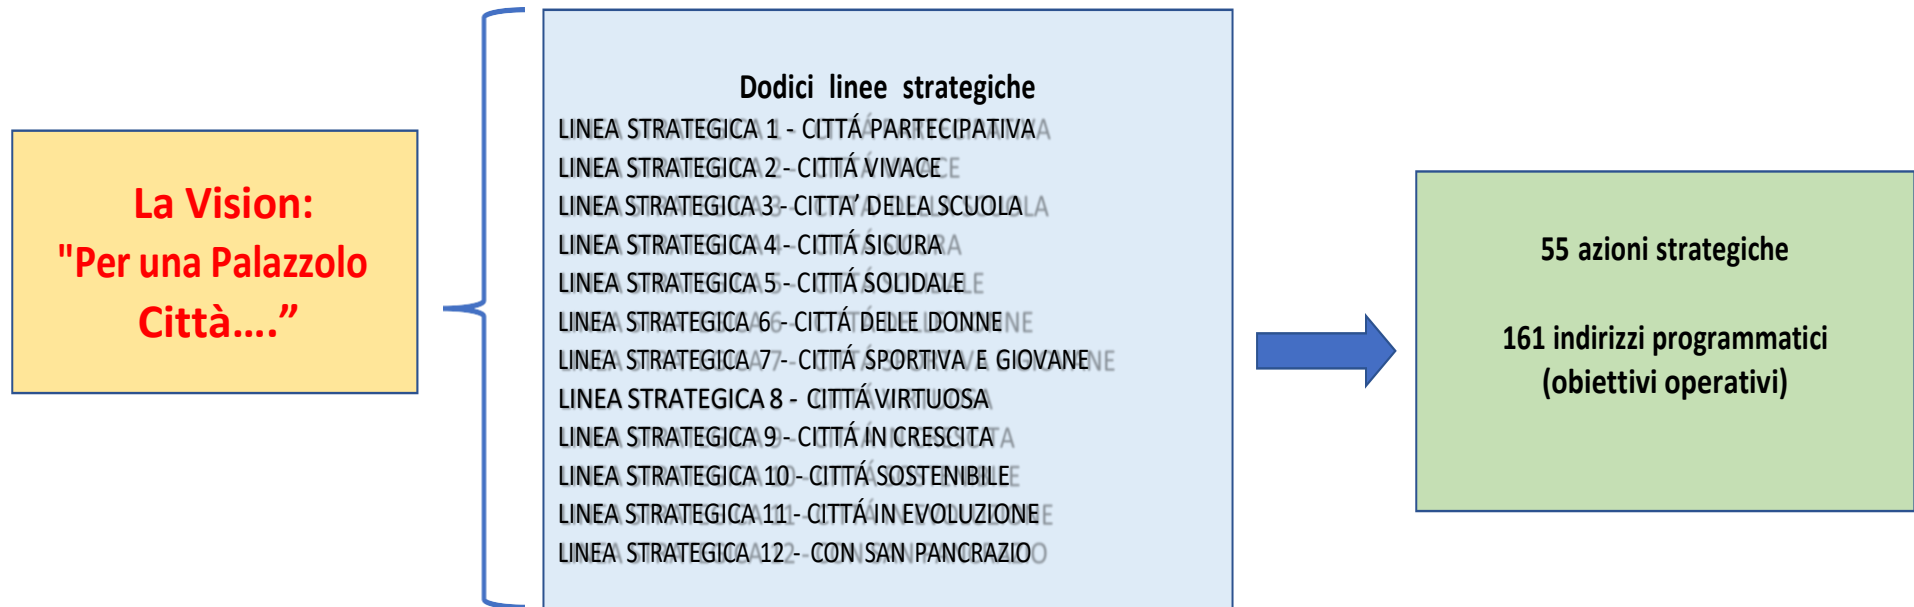 La Vision:
"Per una Palazzolo
Città....”
Dodici linee strategiche
LINEA STRATEGICA 1 - CITTÁ PARTECIPATIVA
LINEA STRATEGICA 2 - CITTÁ VIVACE
LINEA STRATEGICA 3 - CITTA’ DELLA SCUOLA
LINEA STRATEGICA 4 - CITTÁ SICURA
LINEA STRATEGICA 5 - CITTÁ SOLIDALE
LINEA STRATEGICA 6 - CITTÁ DELLE DONNE
LINEA STRATEGICA 7 - CITTÁ SPORTIVA E GIOVANE
LINEA STRATEGICA 8 - CITTÁ VIRTUOSA
LINEA STRATEGICA 9 - CITTÁ IN CRESCITA
LINEA STRATEGICA 10 - CITTÁ SOSTENIBILE
LINEA STRATEGICA 11 - CITTÁ IN EVOLUZIONE
LINEA STRATEGICA 12 - CON SAN PANCRAZIO
55 azioni strategiche
161 indirizzi programmatici
(obiettivi operativi)